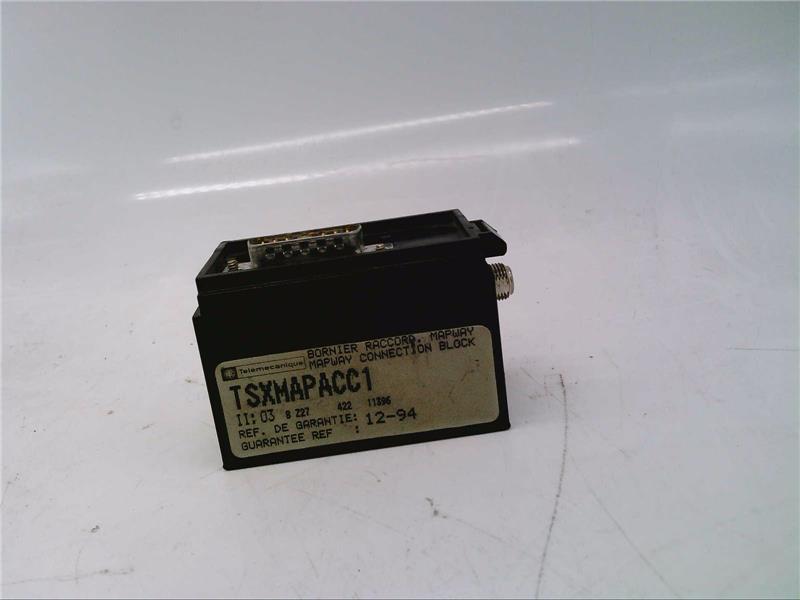 BORNIER RACCORD. MAPWAY
Telemecanique MAPWAY CONNECTION BLOCK
TSXMAPACC1
II: 03 8 227 422 11396
REF. DE GARANTIE: 12-94
GUARANTEE REF :